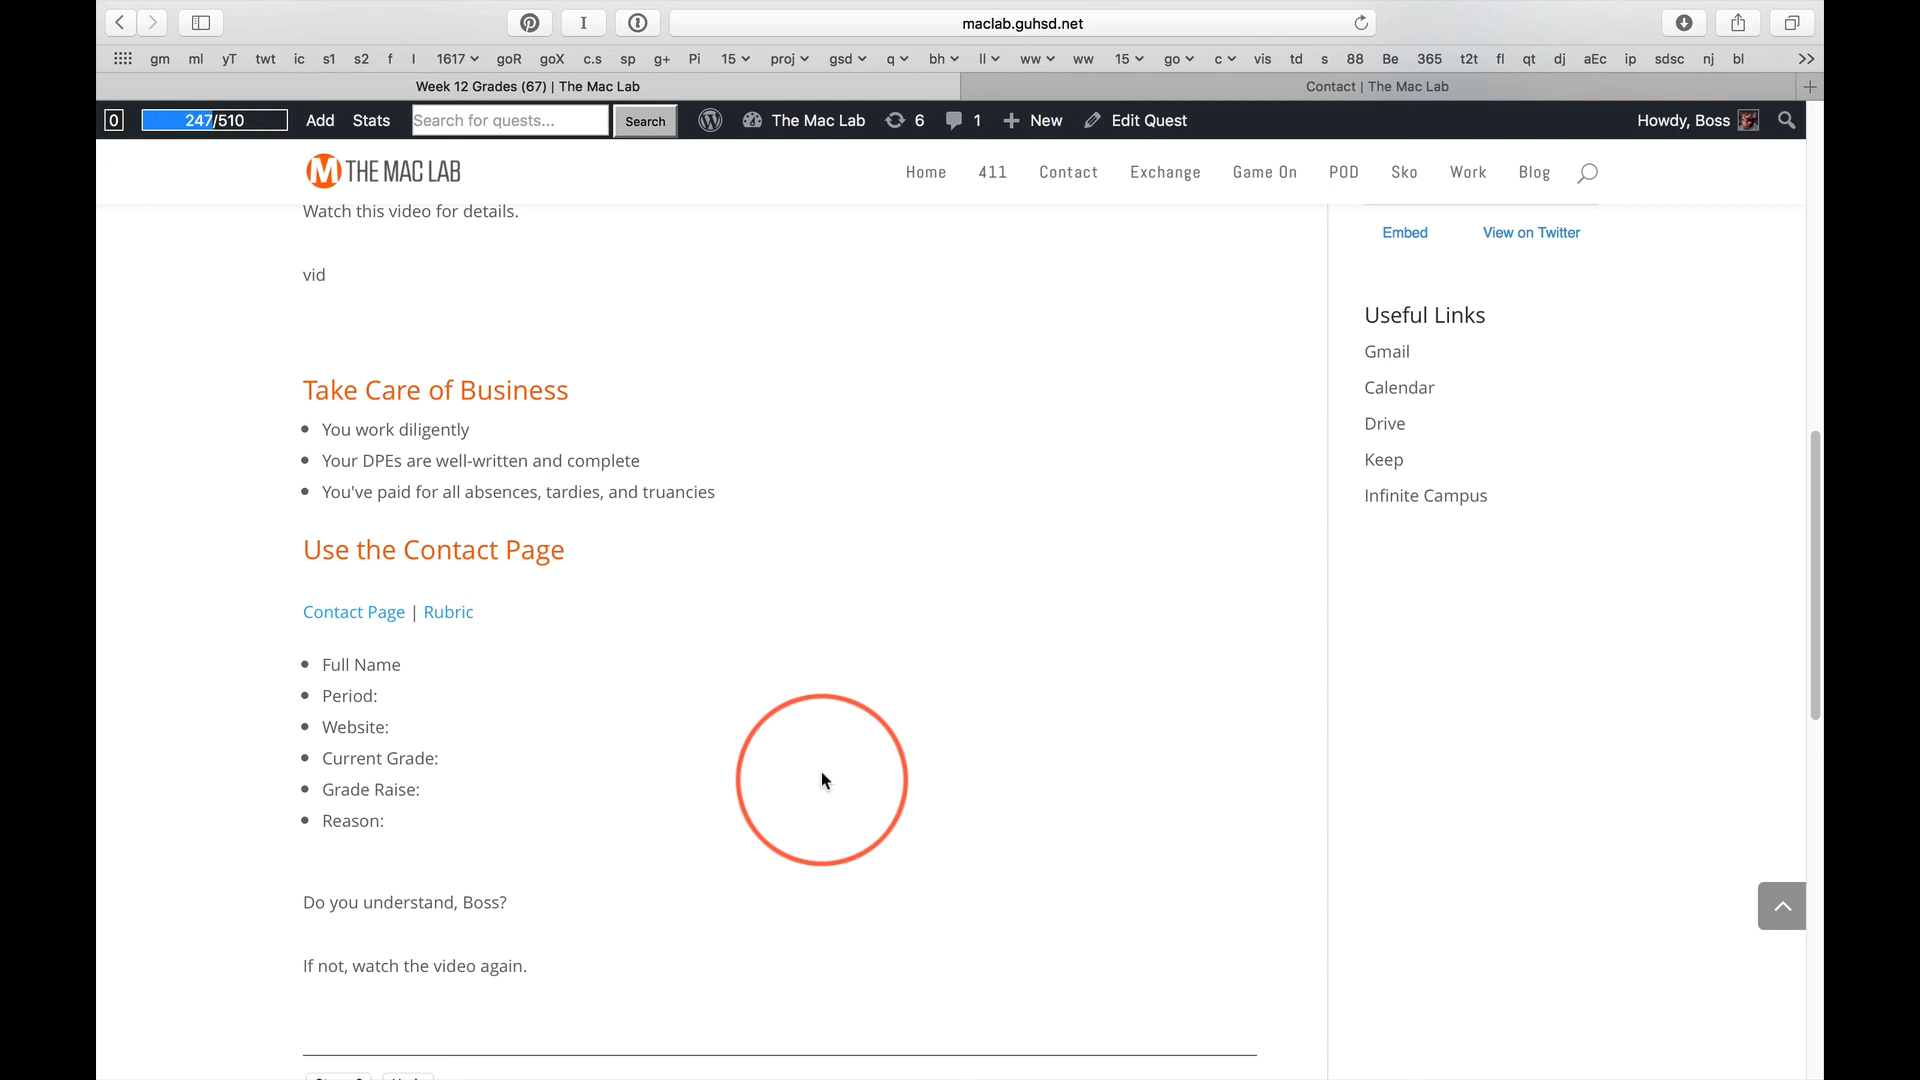 maclab.guhsd.net
gm ml yT twt ic s1 s2 f I 1617 goR goX c.s sp g+ Pi 15 proj gsd q bh ll ww ww 15 go c vis td s 88 Be 365 t2t fl qt dj aEc ip sdsc nj bl
Week 12 Grades (67) | The Mac Lab
Contact | The Mac Lab
0 247/510 Add Stats Search for quests... Search The Mac Lab 6 1 New Edit Quest Howdy, Boss
M THE MAC LAB
Home 411 Contact Exchange Game On POD Sko Work Blog
Watch this video for details.
vid
Take Care of Business
You work diligently
Your DPEs are well-written and complete
You've paid for all absences, tardies, and truancies
Use the Contact Page
Contact Page | Rubric
Full Name
Period:
Website:
Current Grade:
Grade Raise:
Reason:
Do you understand, Boss?
If not, watch the video again.
Embed View on Twitter
Useful Links
Gmail
Calendar
Drive
Keep
Infinite Campus